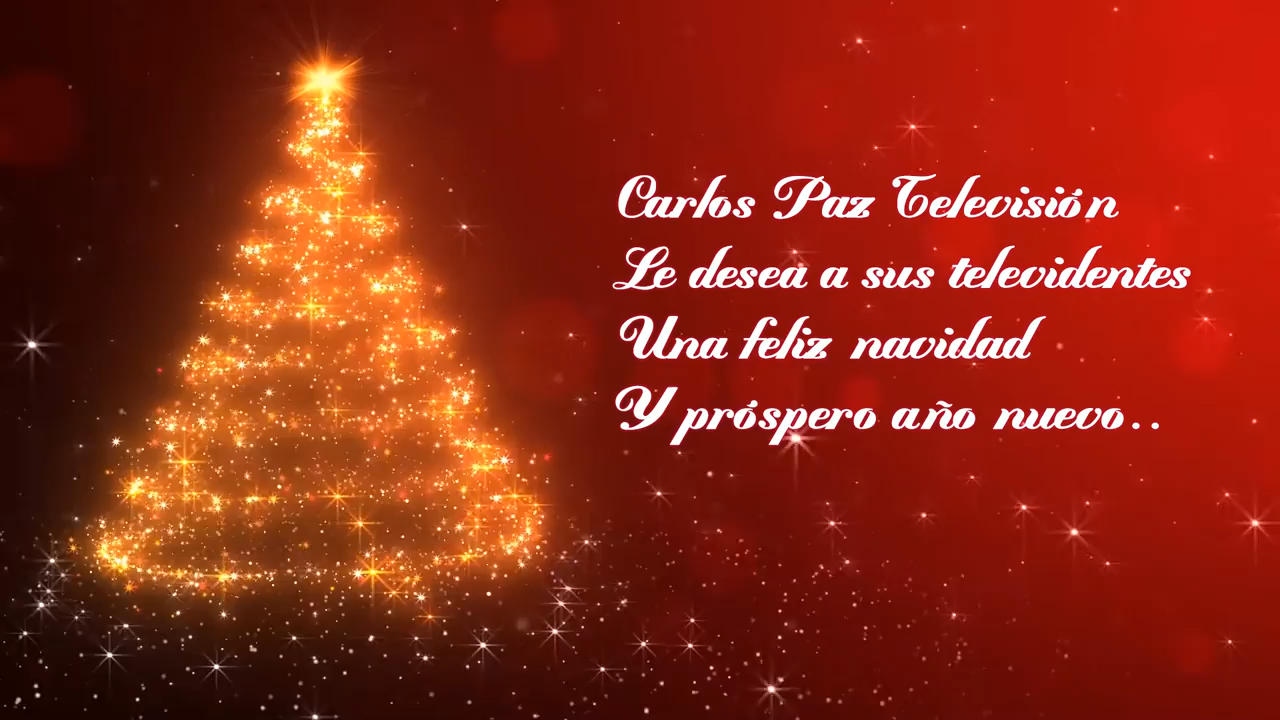 Carlos Paz Televisión
Le desea a sus televidentes
Una feliz navidad
Y próspero año nuevo..